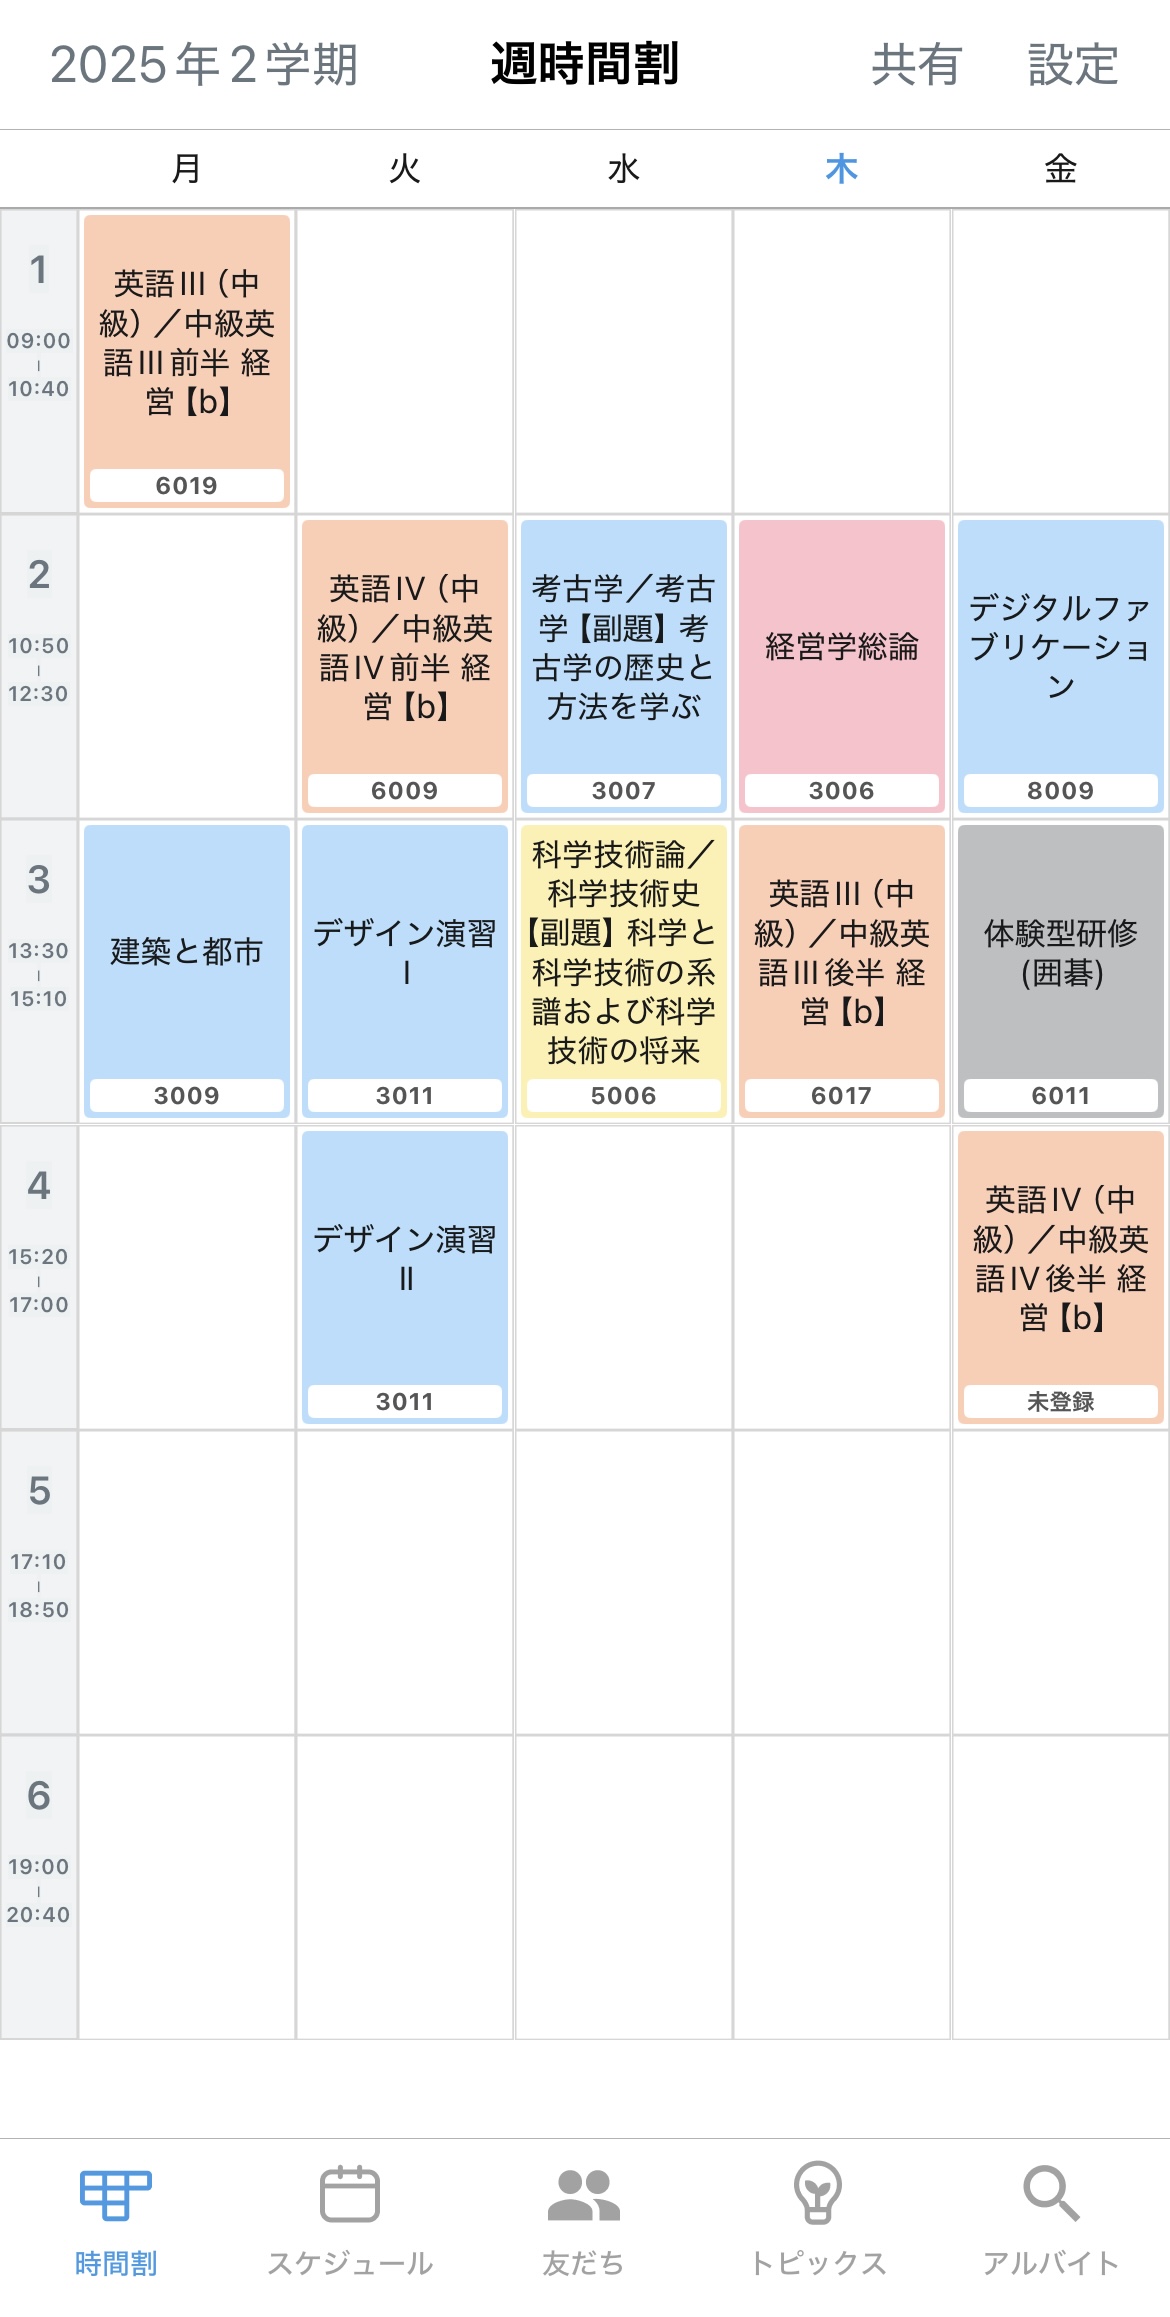 2025年2学期 週時間割 共有 設定
月 火 水 木 金
1
09:00
-
10:40
英語III（中
級）／中級英
語III前半 経
営【b】
6019
2
10:50
-
12:30
英語IV（中
級）／中級英
語IV前半 経
営【b】
6009
考古学／考古
学【副題】考
古学の歴史と
方法を学ぶ
3007
経営学総論
3006
デジタルファ
ブリケーショ
ン
8009
3
13:30
-
15:10
建築と都市
3009
デザイン演習
I
3011
科学技術論／
科学技術史
【副題】科学と
科学技術の系
譜および科学
技術の将来
5006
英語III（中
級）／中級英
語III後半 経
営【b】
6017
体験型研修
(囲碁)
6011
4
15:20
-
17:00
デザイン演習
II
3011
英語IV（中
級）／中級英
語IV後半 経
営【b】
未登録
5
17:10
-
18:50
6
19:00
-
20:40
時間割 スケジュール 友だち トピックス アルバイト